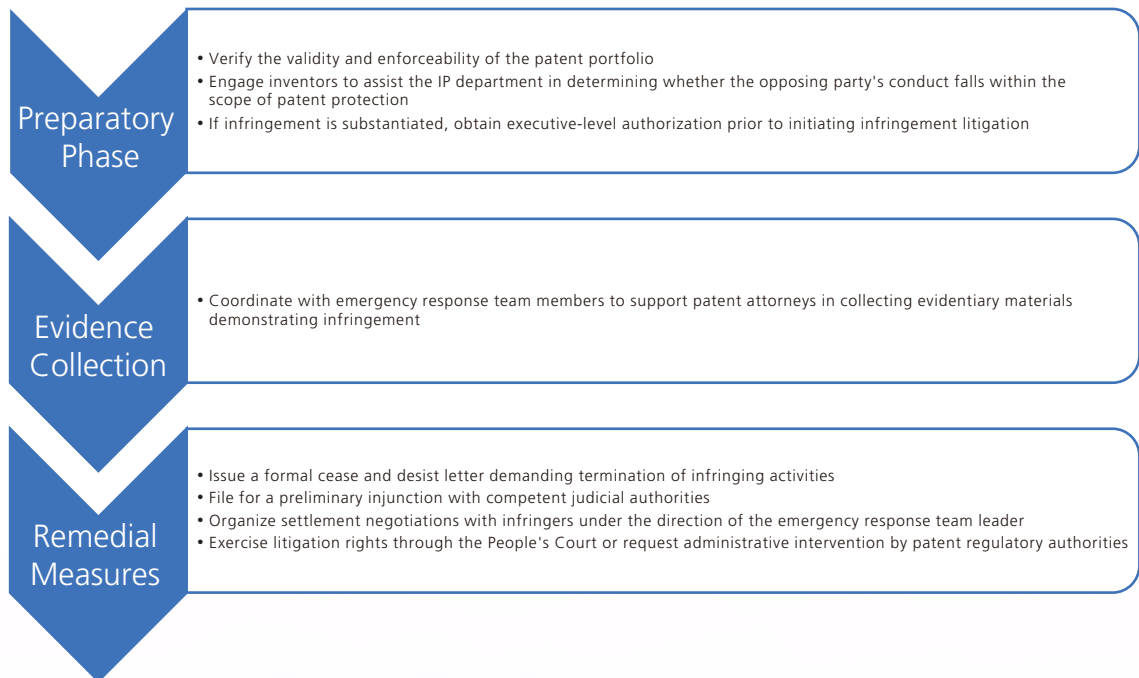 Preparatory
Phase
• Verify the validity and enforceability of the patent portfolio
• Engage inventors to assist the IP department in determining whether the opposing party's conduct falls within the
scope of patent protection
• If infringement is substantiated, obtain executive-level authorization prior to initiating infringement litigation
Evidence
Collection
• Coordinate with emergency response team members to support patent attorneys in collecting evidentiary materials
demonstrating infringement
Remedial
Measures
• Issue a formal cease and desist letter demanding termination of infringing activities
• File for a preliminary injunction with competent judicial authorities
• Organize settlement negotiations with infringers under the direction of the emergency response team leader
• Exercise litigation rights through the People's Court or request administrative intervention by patent regulatory authorities